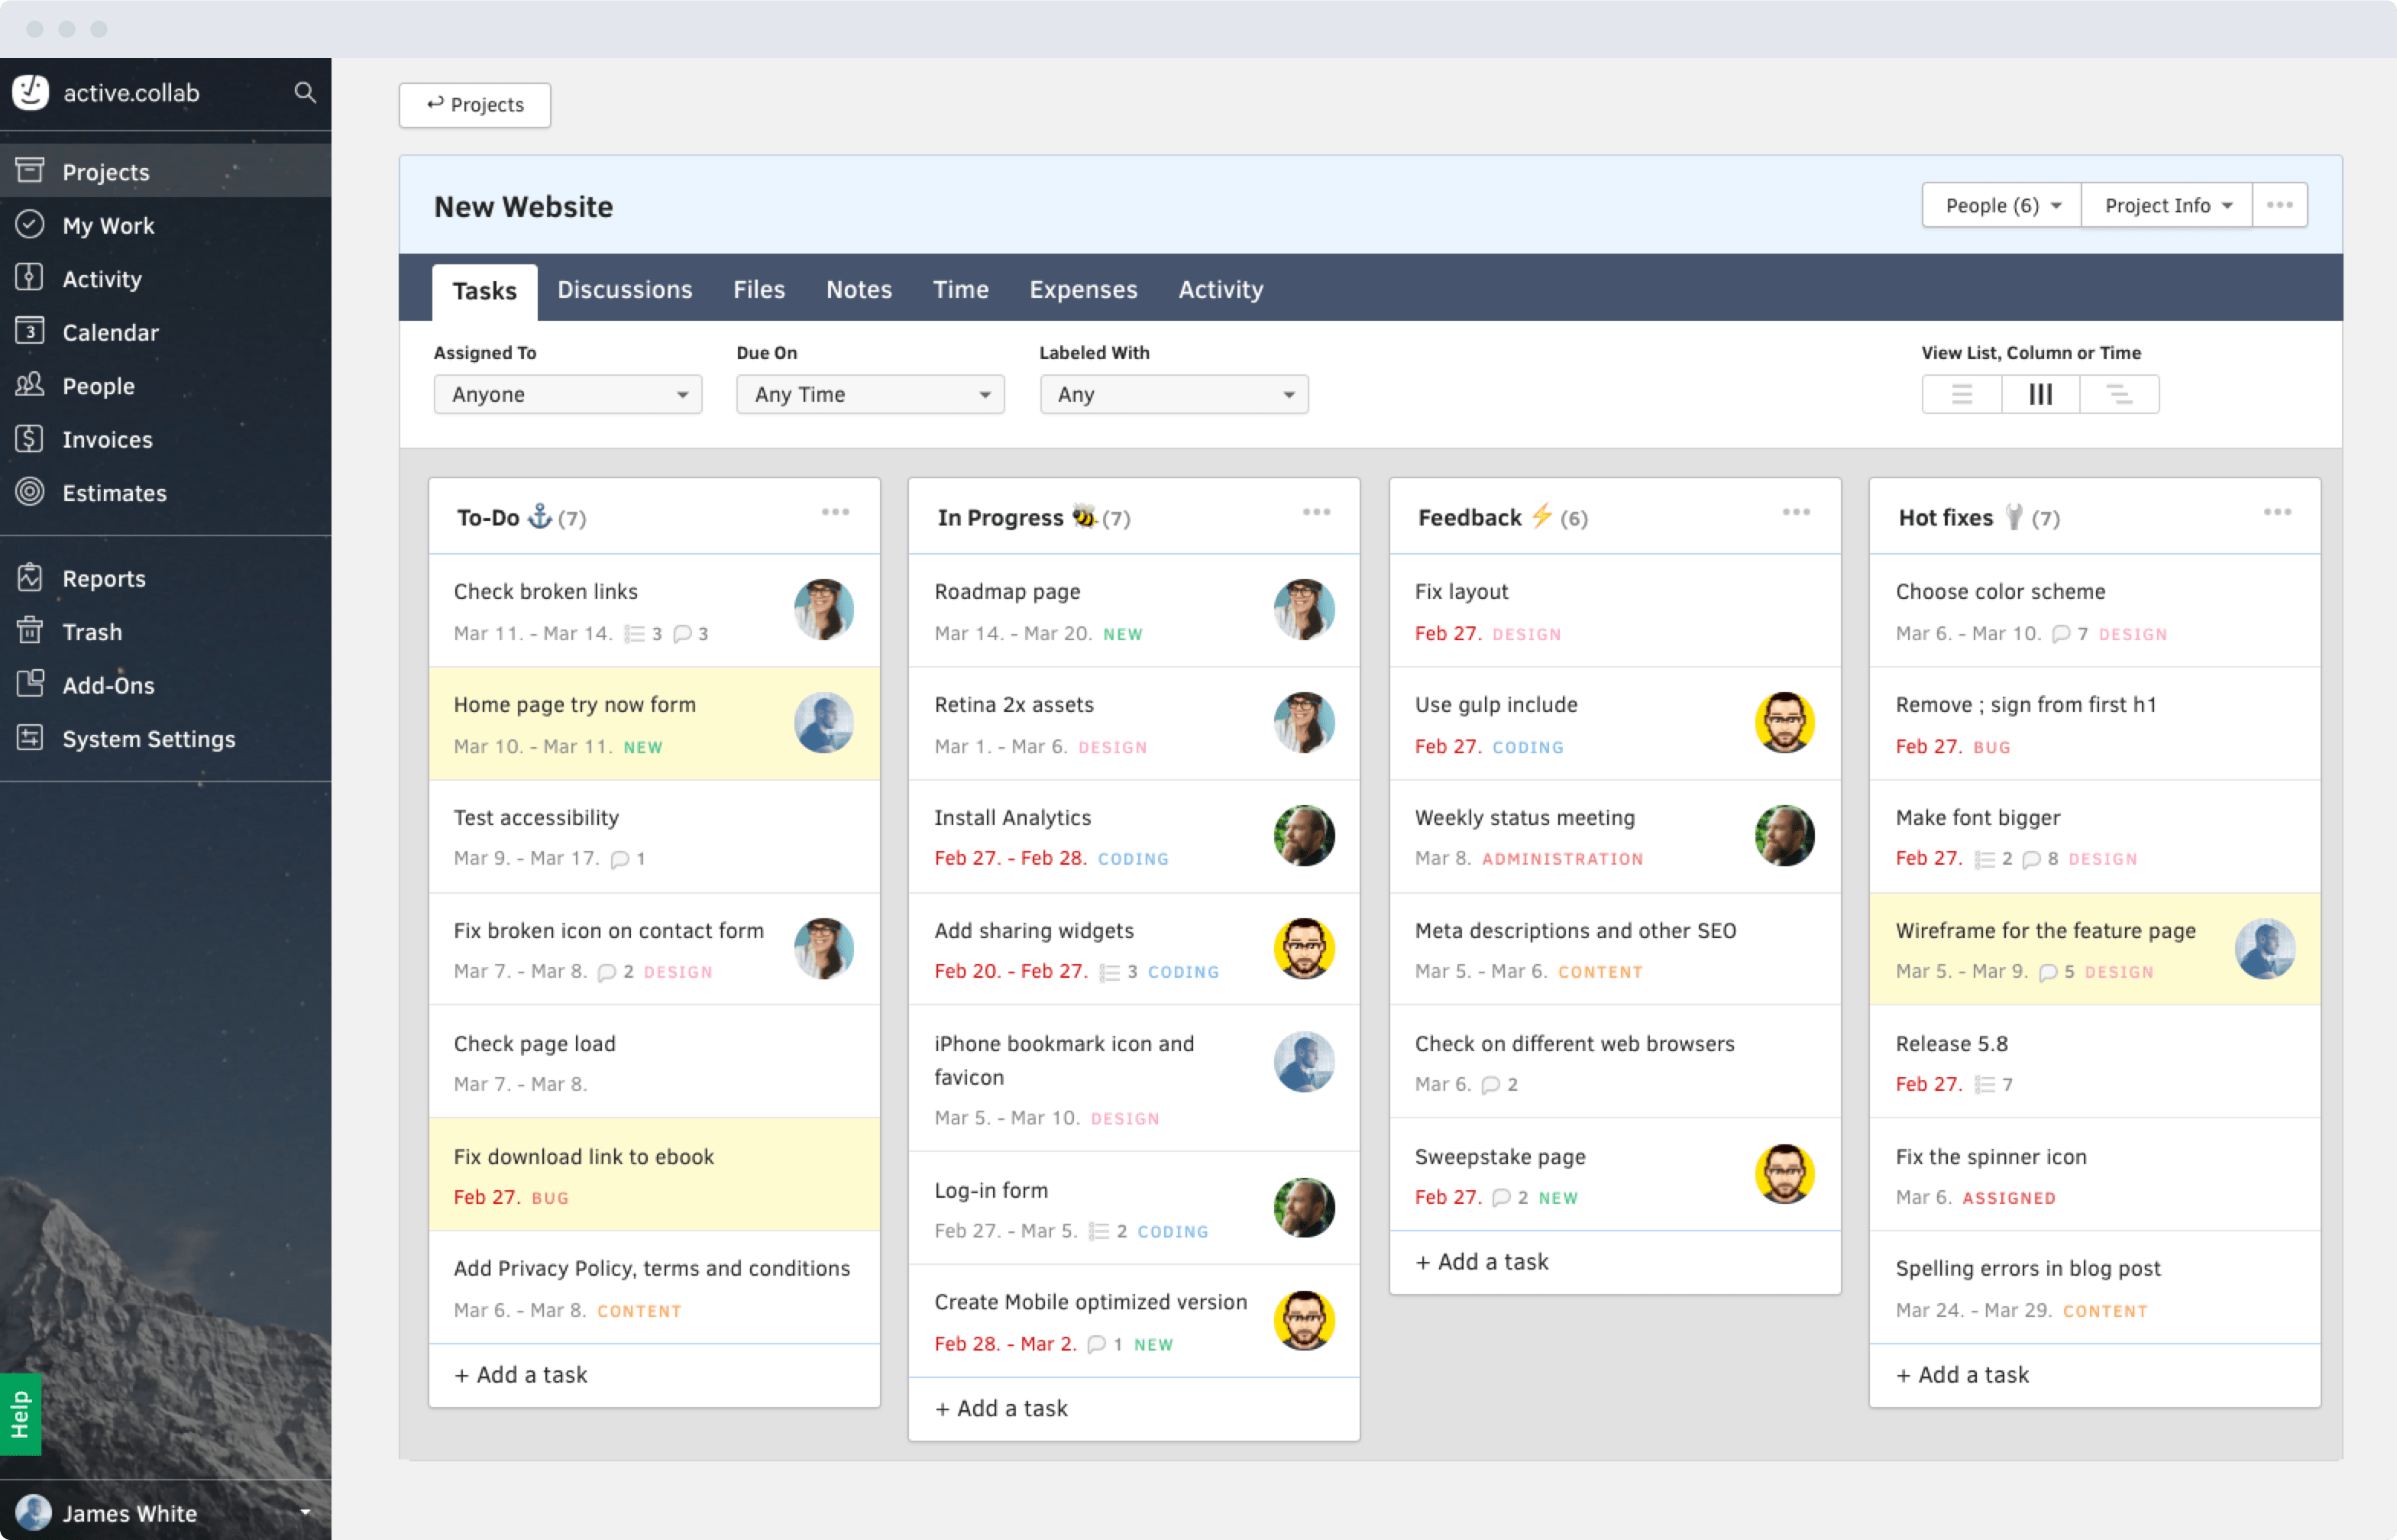 active.collab
Projects
My Work
Activity
3
Calendar
People
Invoices
Estimates
Reports
Trash
Add-Ons
System Settings
Help
James White
↩ Projects
New Website
People (6)
Project Info
Tasks Discussions Files Notes Time Expenses Activity
Assigned To
Anyone
Due On
Any Time
Labeled With
Any
View List, Column or Time
To-Do ⚓ (7)
Check broken links
Mar 11. - Mar 14. 3 3
Home page try now form
Mar 10. - Mar 11. NEW
Test accessibility
Mar 9. - Mar 17. 1
Fix broken icon on contact form
Mar 7. - Mar 8. 2 DESIGN
Check page load
Mar 7. - Mar 8.
Fix download link to ebook
Feb 27. BUG
Add Privacy Policy, terms and conditions
Mar 6. - Mar 8. CONTENT
+ Add a task
In Progress 🐝 (7)
Roadmap page
Mar 14. - Mar 20. NEW
Retina 2x assets
Mar 1. - Mar 6. DESIGN
Install Analytics
Feb 27. - Feb 28. CODING
Add sharing widgets
Feb 20. - Feb 27. 3 CODING
iPhone bookmark icon and
favicon
Mar 5. - Mar 10. DESIGN
Log-in form
Feb 27. - Mar 5. 2 CODING
Create Mobile optimized version
Feb 28. - Mar 2. 1 NEW
+ Add a task
Feedback ⚡ (6)
Fix layout
Feb 27. DESIGN
Use gulp include
Feb 27. CODING
Weekly status meeting
Mar 8. ADMINISTRATION
Meta descriptions and other SEO
Mar 5. - Mar 6. CONTENT
Check on different web browsers
Mar 6. 2
Sweepstake page
Feb 27. 2 NEW
+ Add a task
Hot fixes 🔧 (7)
Choose color scheme
Mar 6. - Mar 10. 7 DESIGN
Remove ; sign from first h1
Feb 27. BUG
Make font bigger
Feb 27. 2 8 DESIGN
Wireframe for the feature page
Mar 5. - Mar 9. 5 DESIGN
Release 5.8
Feb 27. 7
Fix the spinner icon
Mar 6. ASSIGNED
Spelling errors in blog post
Mar 24. - Mar 29. CONTENT
+ Add a task